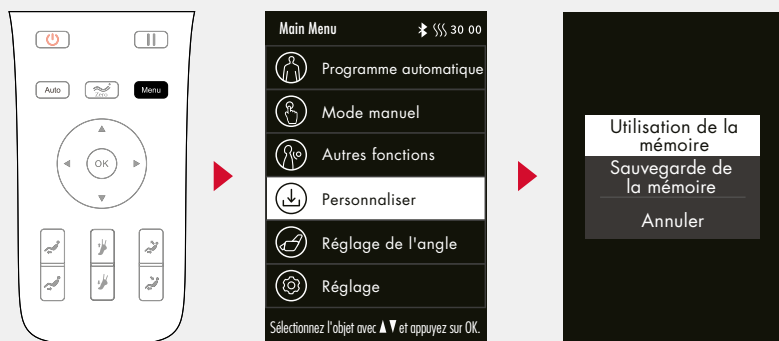 Auto
Zero
Menu
OK
Main Menu
30 00
Programme automatique
Mode manuel
Autres fonctions
Personnaliser
Réglage de l'angle
Réglage
Sélectionnez l'objet avec ▲▼ et appuyez sur OK.
Utilisation de la
mémoire
Sauvegarde de
la mémoire
Annuler